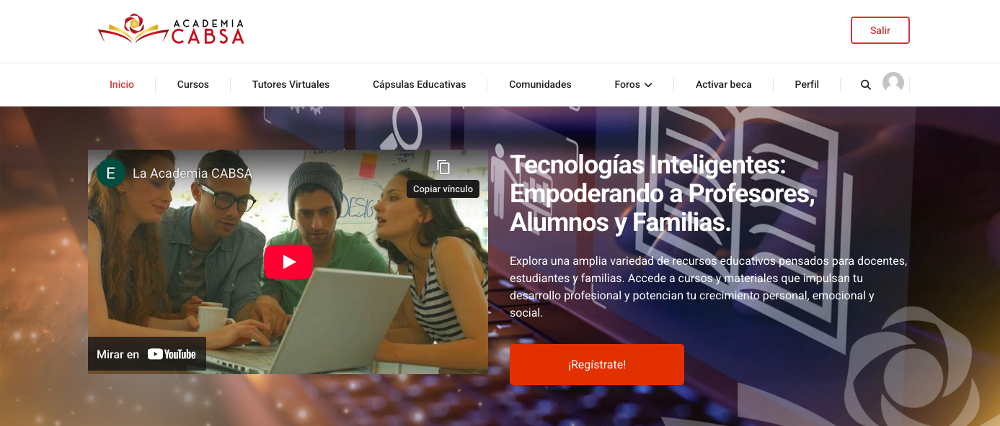 ACADEMIA
CABSA
Salir
Inicio
Cursos
Tutores Virtuales
Cápsulas Educativas
Comunidades
Foros
Activar beca
Perfil
E
La Academia CABSA
Copiar vínculo
DESIGN
Mirar en YouTube
Tecnologías Inteligentes:
Empoderando a Profesores,
Alumnos y Familias.
Explora una amplia variedad de recursos educativos pensados para docentes,
estudiantes y familias. Accede a cursos y materiales que impulsan tu
desarrollo profesional y potencian tu crecimiento personal, emocional y
social.
¡Regístrate!